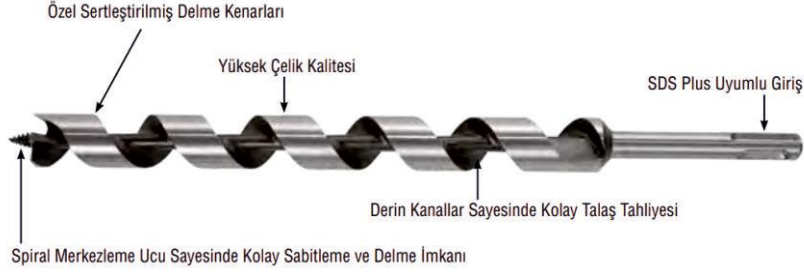 Özel Sertleştirilmiş Delme Kenarları
Yüksek Çelik Kalitesi
SDS Plus Uyumlu Giriş
Derin Kanallar Sayesinde Kolay Talaş Tahliyesi
Spiral Merkezleme Ucu Sayesinde Kolay Sabitleme ve Delme İmkanı